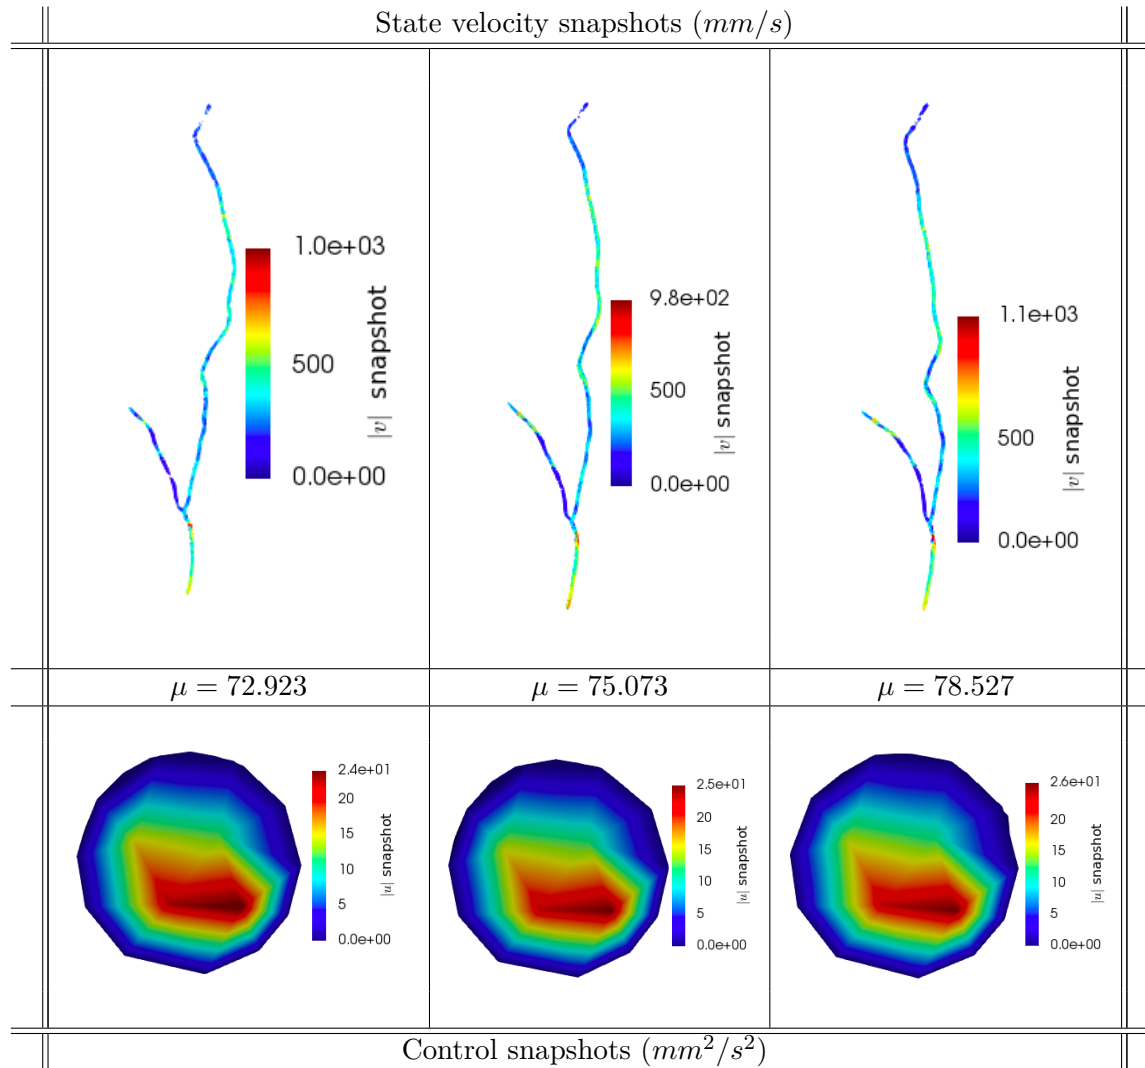 State velocity snapshots (mm/s)
1.0e+03
500
0.0e+00
|v| snapshot
9.8e+02
500
0.0e+00
|v| snapshot
1.1e+03
500
0.0e+00
|v| snapshot
μ = 72.923
μ = 75.073
μ = 78.527
2.4e+01
20
15
10
5
0.0e+00
|u| snapshot
2.5e+01
20
15
10
5
0.0e+00
|u| snapshot
2.6e+01
20
15
10
5
0.0e+00
|u| snapshot
Control snapshots (mm²/s²)